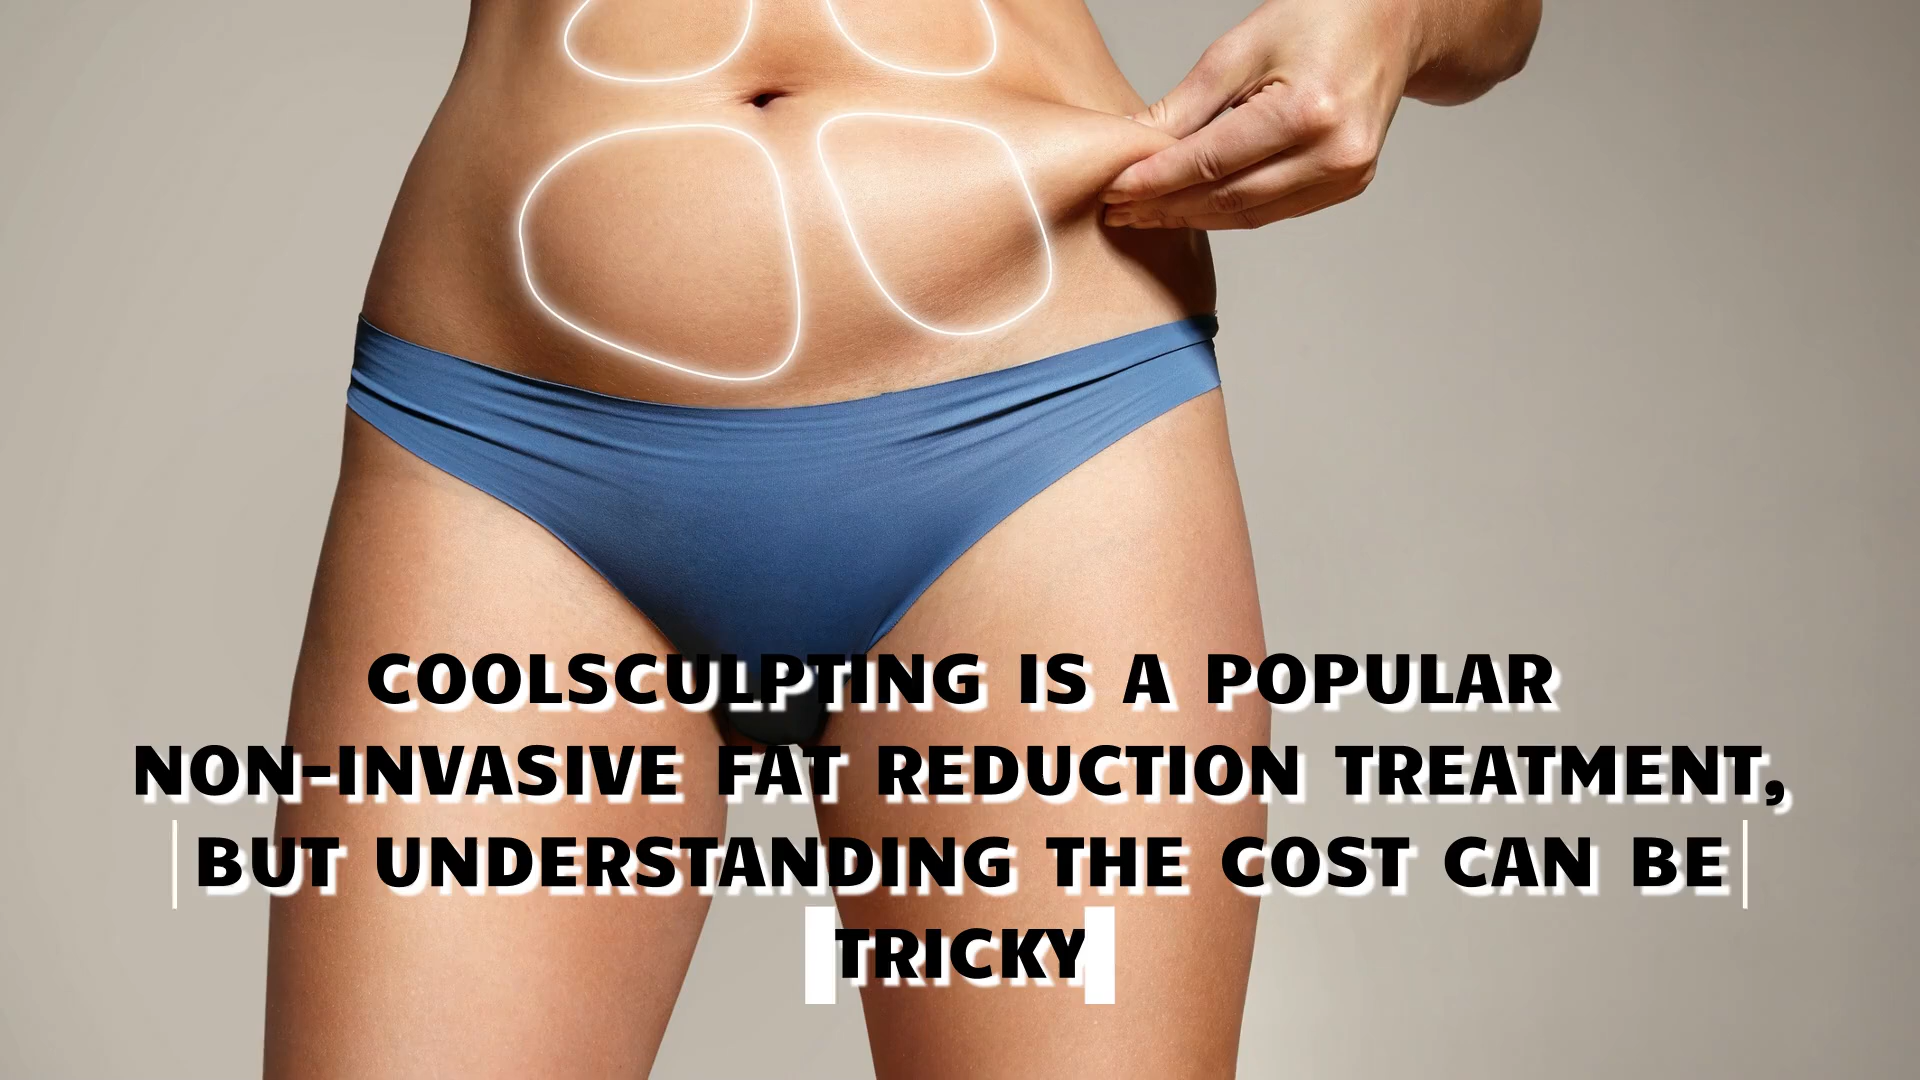 COOLSCULPTING IS A POPULAR
NON-INVASIVE FAT REDUCTION TREATMENT,
BUT UNDERSTANDING THE COST CAN BE
TRICKY